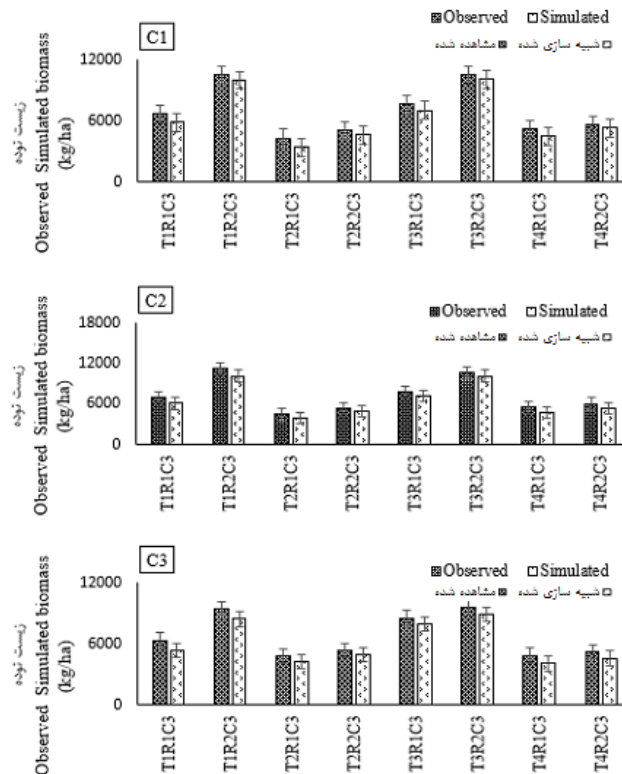 C1
Observed Simulated
مشاهده شده شبیه سازی شده
12000
6000
0
زیست توده
Observed Simulated biomass
(kg/ha)
T1R1C3 T1R2C3 T2R1C3 T2R2C3 T3R1C3 T3R2C3 T4R1C3 T4R2C3
C2
Observed Simulated
مشاهده شده شبیه سازی شده
18000
12000
6000
0
زیست توده
Observed Simulated biomass
(kg/ha)
T1R1C3 T1R2C3 T2R1C3 T2R2C3 T3R1C3 T3R2C3 T4R1C3 T4R2C3
C3
Observed Simulated
مشاهده شده شبیه سازی شده
12000
6000
0
زیست توده
Observed Simulated biomass
(kg/ha)
T1R1C3 T1R2C3 T2R1C3 T2R2C3 T3R1C3 T3R2C3 T4R1C3 T4R2C3